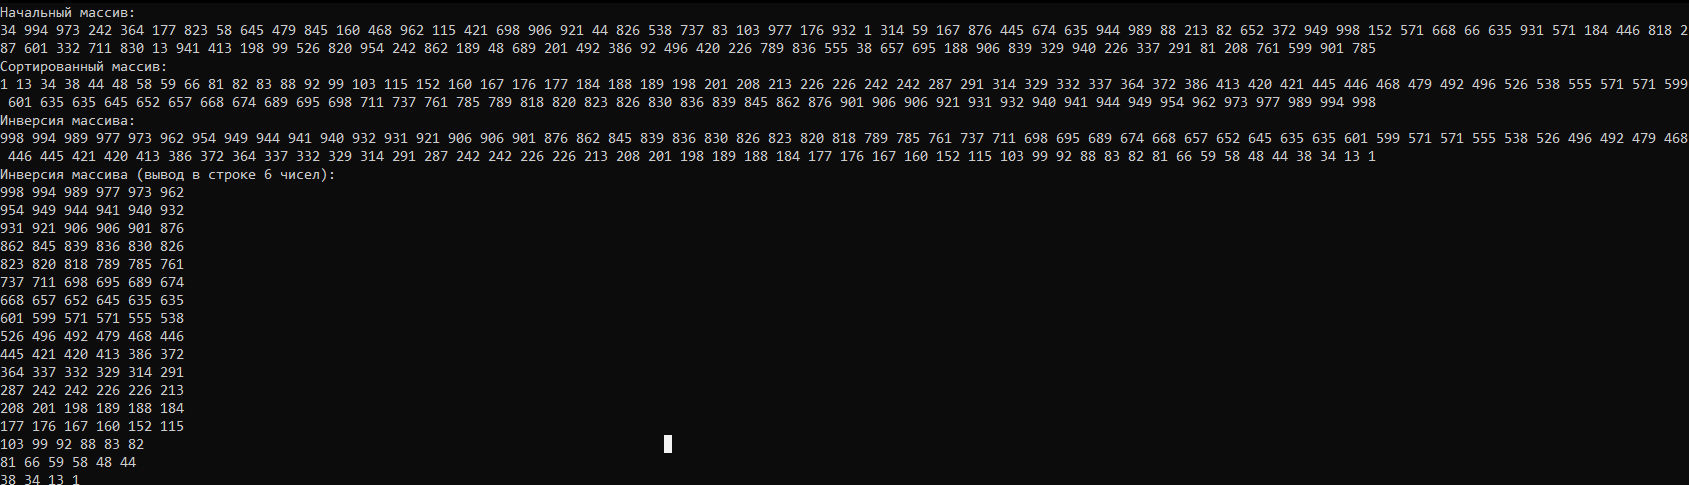 Начальный массив:
34 994 973 242 364 177 823 58 645 479 845 160 468 962 115 421 698 906 921 44 826 538 737 83 103 977 176 932 1 314 59 167 876 445 674 635 944 989 88 213 82 652 372 949 998 152 571 668 66 635 931 571 184 446 818 2
87 601 332 711 830 13 941 413 198 99 526 820 954 242 862 189 48 689 201 492 386 92 496 420 226 789 836 555 38 657 695 188 906 839 329 940 226 337 291 81 208 761 599 901 785
Сортированный массив:
1 13 34 38 44 48 58 59 66 81 82 83 88 92 99 103 115 152 160 167 176 177 184 188 189 198 201 208 213 226 226 242 242 287 291 314 329 332 337 364 372 386 413 420 421 445 446 468 479 492 496 526 538 555 571 571 599
601 635 635 645 652 657 668 674 689 695 698 711 737 761 785 789 818 820 823 826 830 836 839 845 862 876 901 906 906 921 931 932 940 941 944 949 954 962 973 977 989 994 998
Инверсия массива:
998 994 989 977 973 962 954 949 944 941 940 932 931 921 906 906 901 876 862 845 839 836 830 826 823 820 818 789 785 761 737 711 698 695 689 674 668 657 652 645 635 635 601 599 571 571 555 538 526 496 492 479 468
446 445 421 420 413 386 372 364 337 332 329 314 291 287 242 242 226 226 213 208 201 198 189 188 184 177 176 167 160 152 115 103 99 92 88 83 82 81 66 59 58 48 44 38 34 13 1
Инверсия массива (вывод в строке 6 чисел):
998 994 989 977 973 962
954 949 944 941 940 932
931 921 906 906 901 876
862 845 839 836 830 826
823 820 818 789 785 761
737 711 698 695 689 674
668 657 652 645 635 635
601 599 571 571 555 538
526 496 492 479 468 446
445 421 420 413 386 372
364 337 332 329 314 291
287 242 242 226 226 213
208 201 198 189 188 184
177 176 167 160 152 115
103 99 92 88 83 82
81 66 59 58 48 44
38 34 13 1